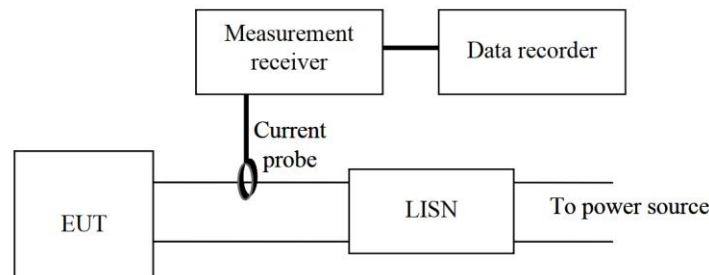 Measurement
receiver
Data recorder
Current
probe
EUT
LISN
To power source